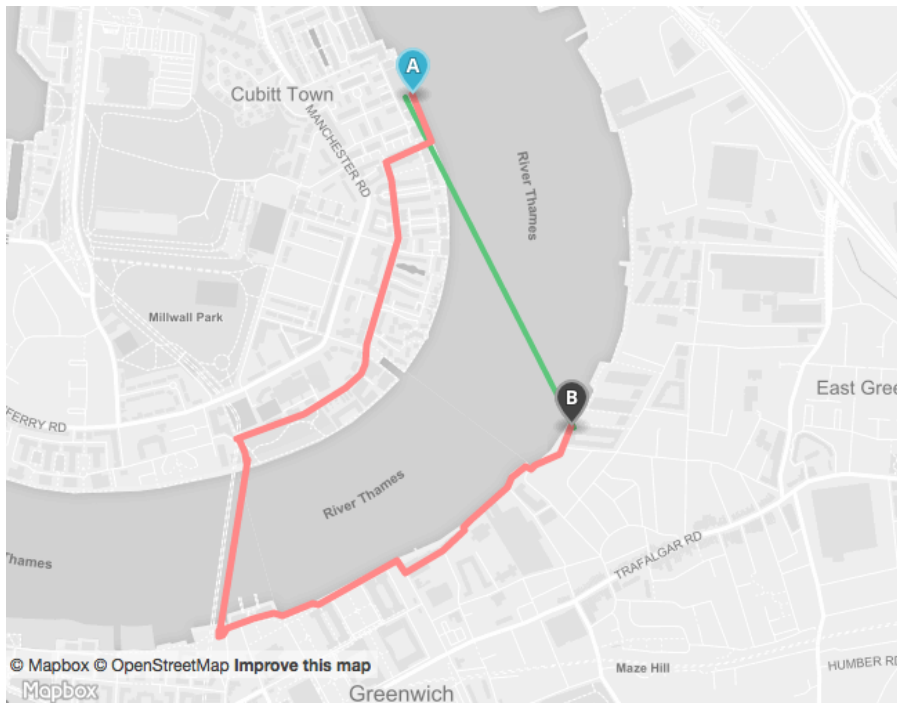 A
Cubitt Town
MANCHESTER RD
River Thames
Millwall Park
B
East Gree
FERRY RD
River Thames
Thames
TRAFALGAR RD
© Mapbox © OpenStreetMap Improve this map
Maze Hill
HUMBER RD
Mapbox
Greenwich